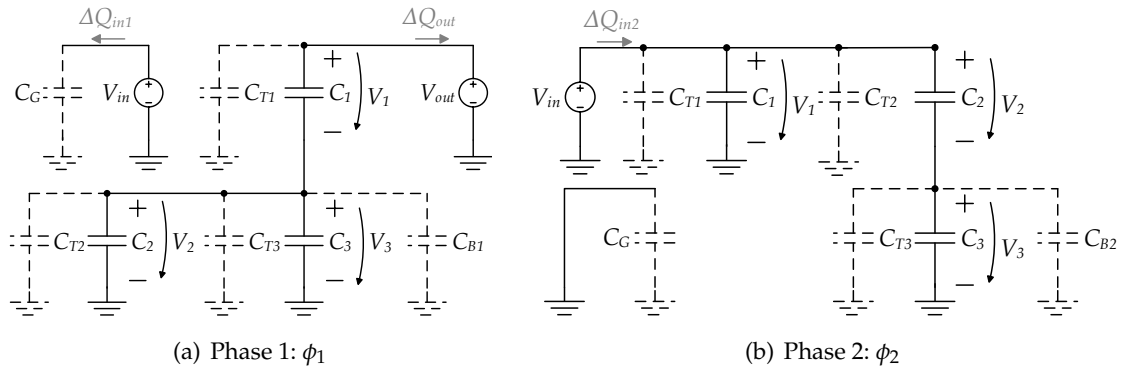 ΔQin1
ΔQout
ΔQin2
CG
Vin
CT1
+
C1
−
V1
Vout
+
−
Vin
CT1
+
C1
−
V1
CT2
+
C2
−
V2
CT2
+
C2
−
V2
CT3
+
C3
−
V3
CB1
CG
CT3
+
C3
−
V3
CB2
(a) Phase 1: ϕ1
(b) Phase 2: ϕ2